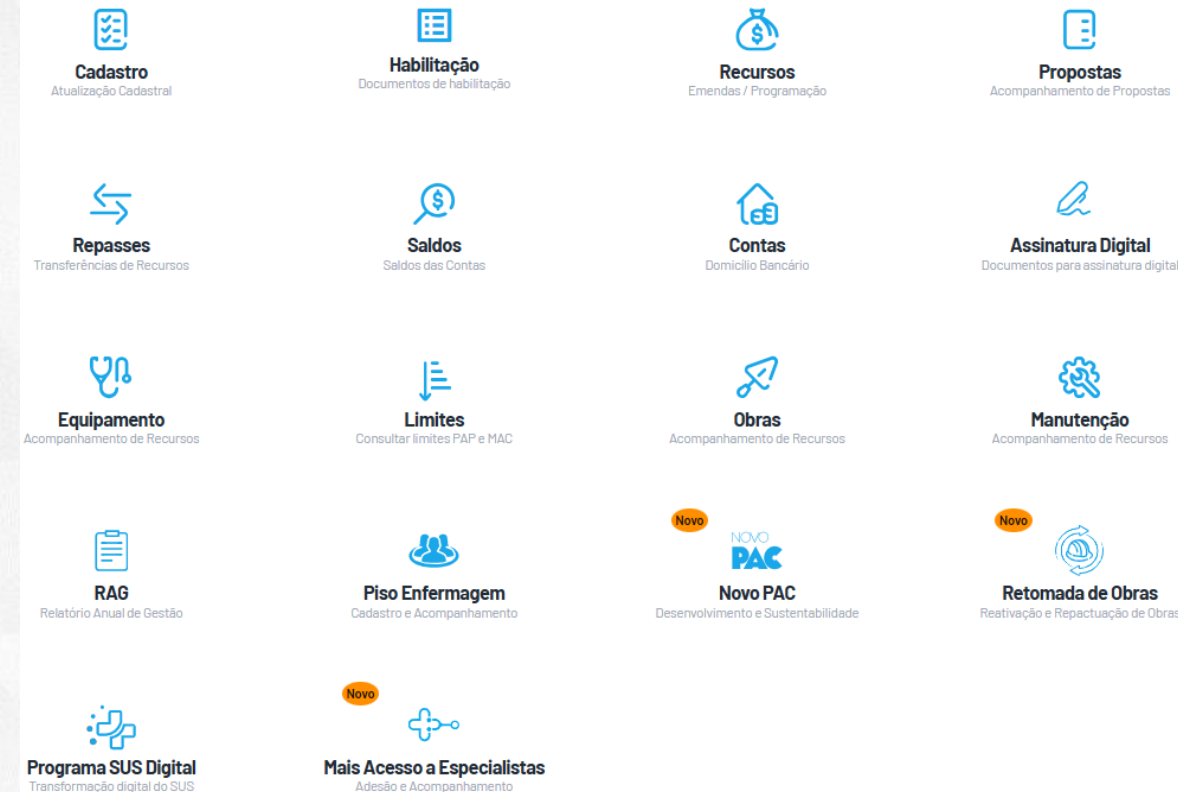 Cadastro
Atualização Cadastral
Habilitação
Documentos de habilitação
Recursos
Emendas / Programação
Propostas
Acompanhamento de Propostas
Repasses
Transferências de Recursos
Saldos
Saldos das Contas
Contas
Domicílio Bancário
Assinatura Digital
Documentos para assinatura digital
Equipamento
Acompanhamento de Recursos
Limites
Consultar limites PAP e MAC
Obras
Acompanhamento de Recursos
Manutenção
Acompanhamento de Recursos
RAG
Relatório Anual de Gestão
Piso Enfermagem
Cadastro e Acompanhamento
Novo
NOVO
PAC
Novo PAC
Desenvolvimento e Sustentabilidade
Novo
Retomada de Obras
Reativação e Repactuação de Obras
Programa SUS Digital
Transformação digital do SUS
Novo
Mais Acesso a Especialistas
Adesão e Acompanhamento